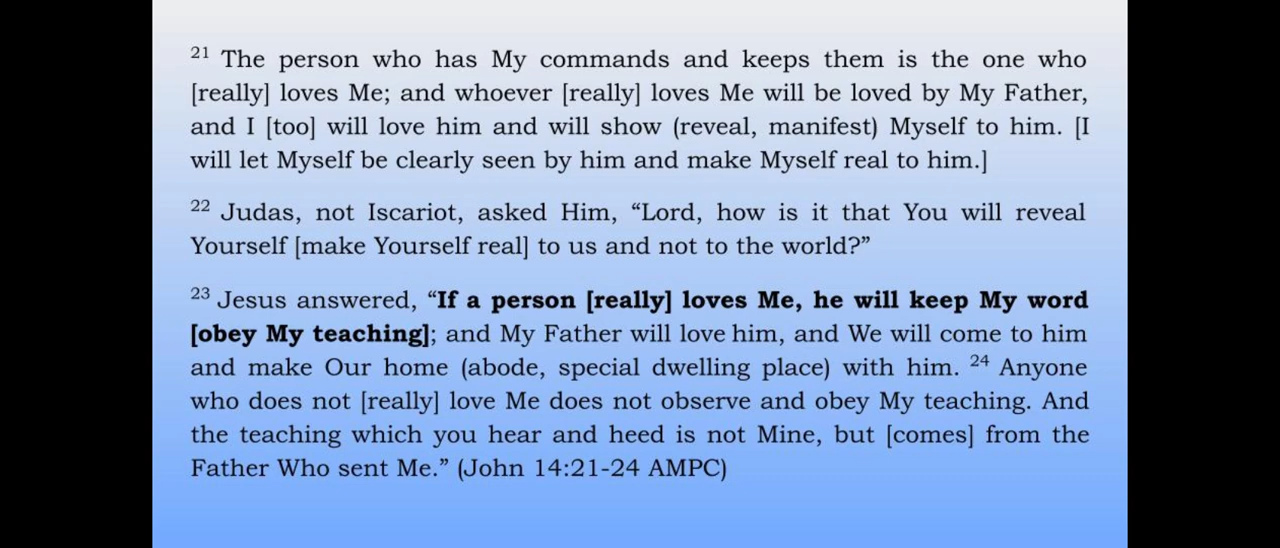 21 The person who has My commands and keeps them is the one who
[really] loves Me; and whoever [really] loves Me will be loved by My Father,
and I [too] will love him and will show (reveal, manifest) Myself to him. [I
will let Myself be clearly seen by him and make Myself real to him.]
22 Judas, not Iscariot, asked Him, “Lord, how is it that You will reveal
Yourself [make Yourself real] to us and not to the world?”
23 Jesus answered, “If a person [really] loves Me, he will keep My word
[obey My teaching]; and My Father will love him, and We will come to him
and make Our home (abode, special dwelling place) with him. 24 Anyone
who does not [really] love Me does not observe and obey My teaching. And
the teaching which you hear and heed is not Mine, but [comes] from the
Father Who sent Me.” (John 14:21-24 AMPC)